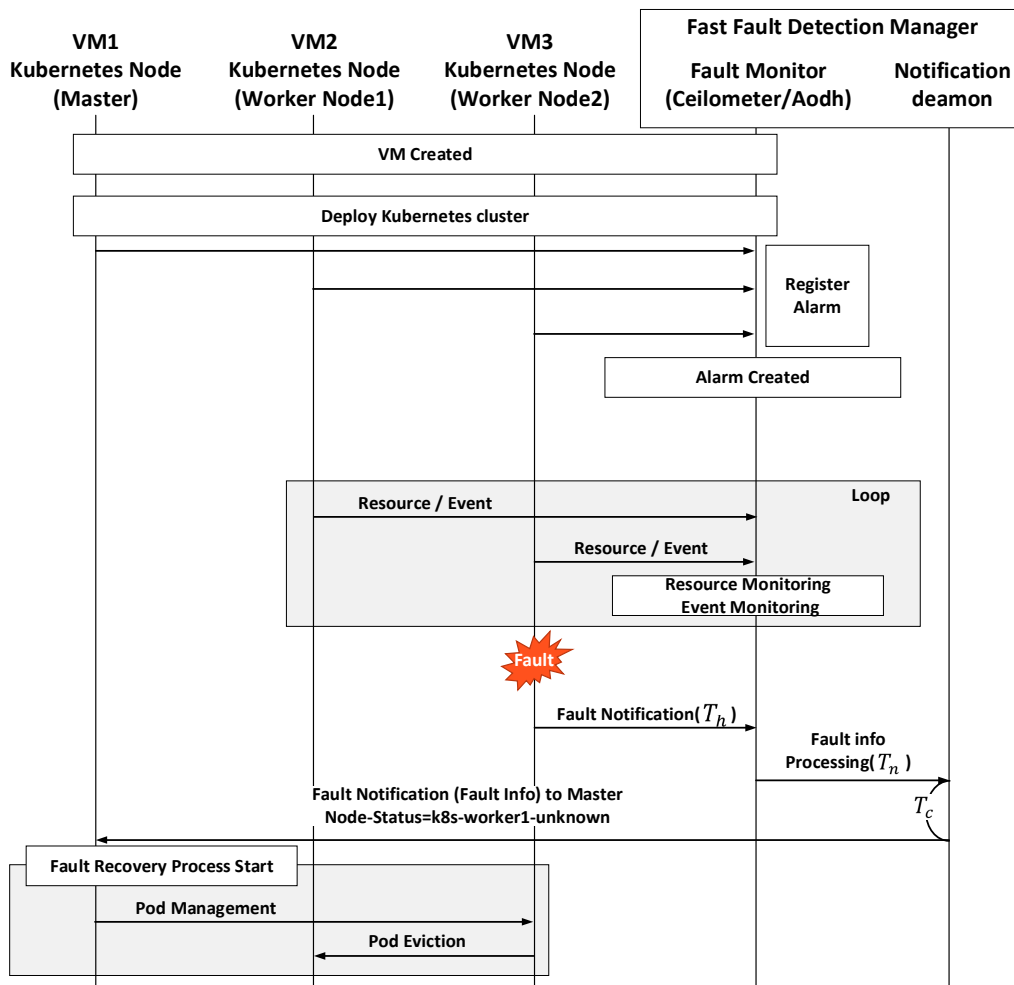 VM1
Kubernetes Node
(Master)
VM2
Kubernetes Node
(Worker Node1)
VM3
Kubernetes Node
(Worker Node2)
Fast Fault Detection Manager
Fault Monitor
(Ceilometer/Aodh)
Notification
deamon
VM Created
Deploy Kubernetes cluster
Register
Alarm
Alarm Created
Loop
Resource / Event
Resource / Event
Resource Monitoring
Event Monitoring
Fault
Fault Notification( T_h )
Fault info
Processing( T_n )
T_c
Fault Notification (Fault Info) to Master
Node-Status=k8s-worker1-unknown
Fault Recovery Process Start
Pod Management
Pod Eviction